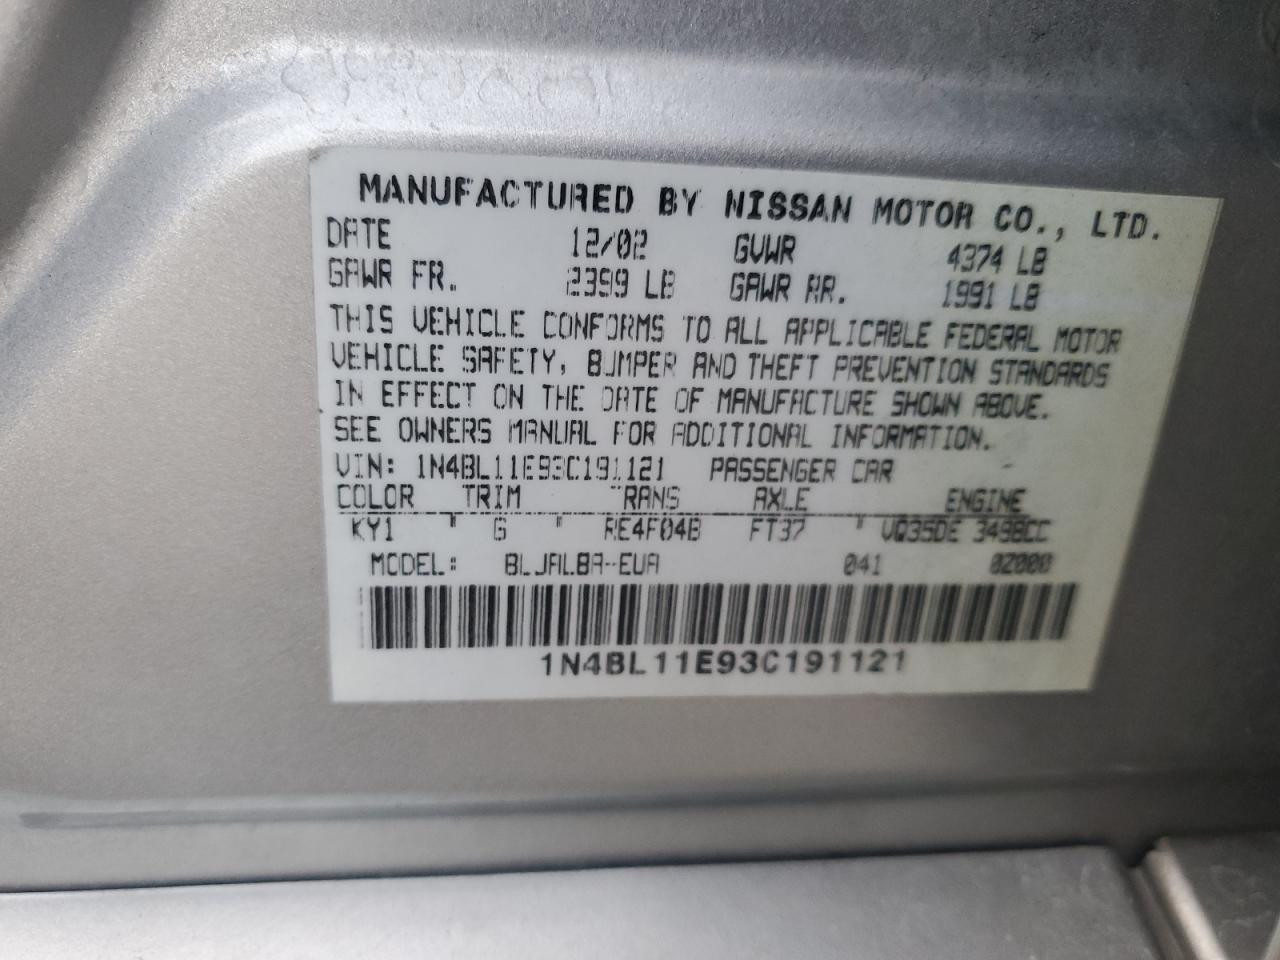 MANUFACTURED BY NISSAN MOTOR CO., LTD.
DATE 12/02 GVWR 4374 LB
GAWR FR. 2399 LB GAWR RR. 1991 LB
THIS VEHICLE CONFORMS TO ALL APPLICABLE FEDERAL MOTOR
VEHICLE SAFETY, BUMPER AND THEFT PREVENTION STANDARDS
IN EFFECT ON THE DATE OF MANUFACTURE SHOWN ABOVE.
SEE OWNERS MANUAL FOR ADDITIONAL INFORMATION.
VIN: 1N4BL11E93C191121 PASSENGER CAR
COLOR TRIM TRANS AXLE ENGINE
KY1 " G " RE4F04B FT37 " VQ35DE 3498CC
MODEL: BLJALBA-EUA 041 0Z000
1N4BL11E93C191121